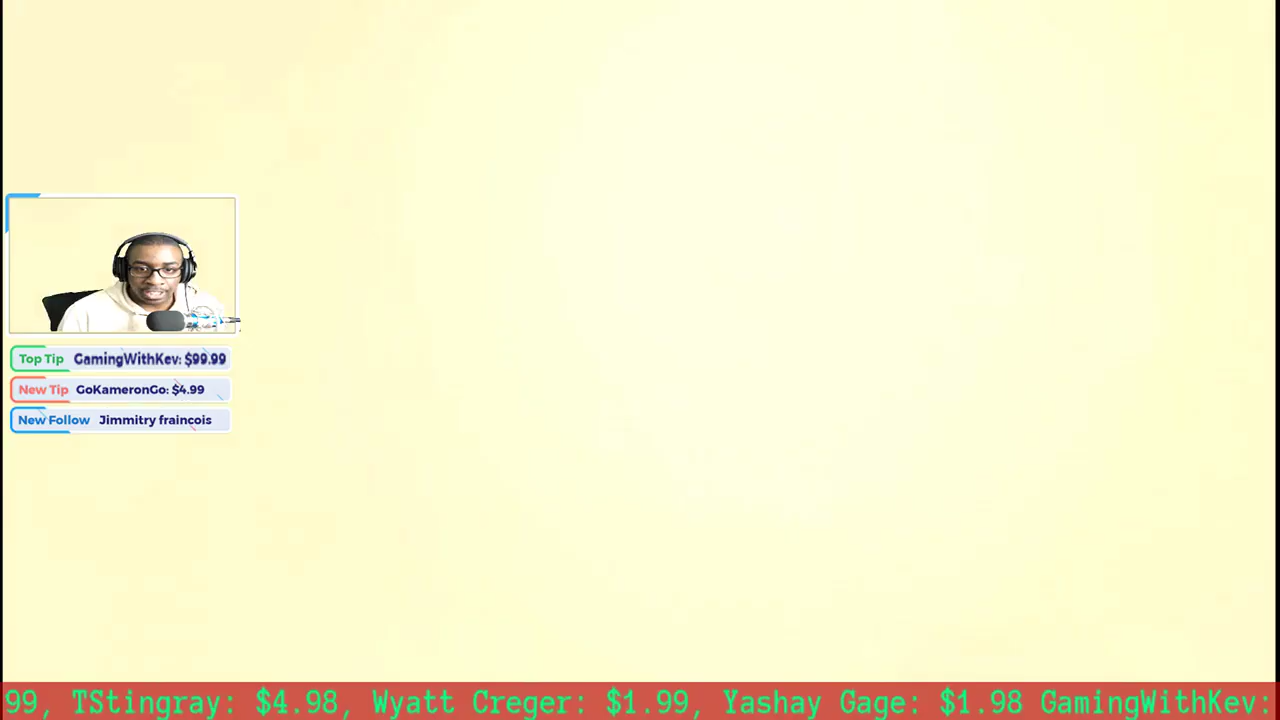 Top Tip GamingWithKev: $99.99
New Tip GoKameronGo: $4.99
New Follow Jimmitry fraincois
99, TStingray: $4.98, Wyatt Creger: $1.99, Yashay Gage: $1.98 GamingWithKev: